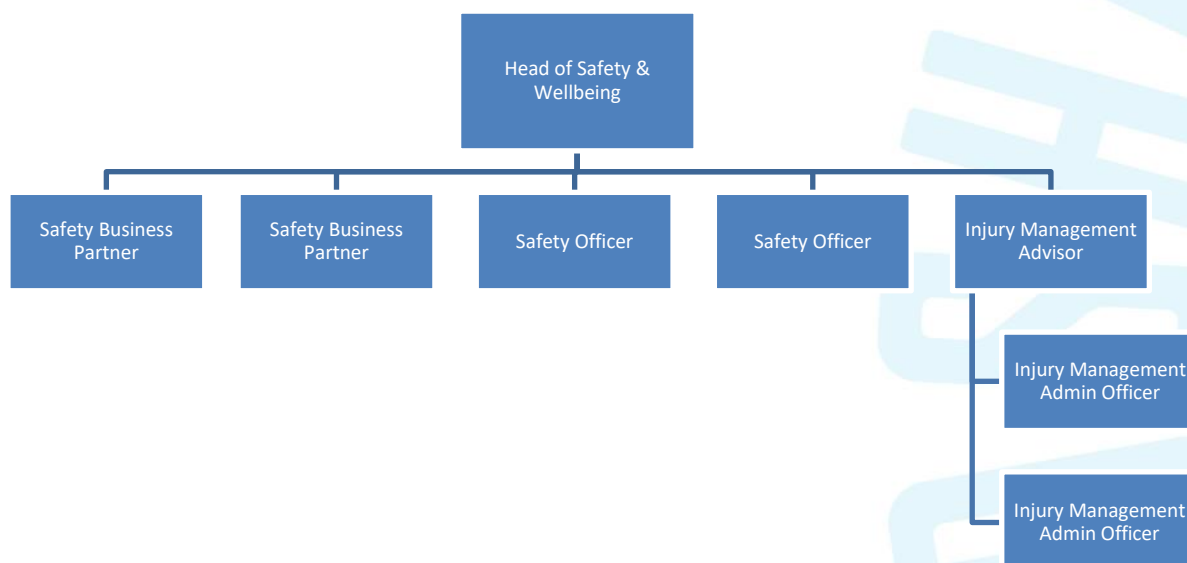 Head of Safety &
Wellbeing
Safety Business
Partner
Safety Business
Partner
Safety Officer
Safety Officer
Injury Management
Advisor
Injury Management
Admin Officer
Injury Management
Admin Officer